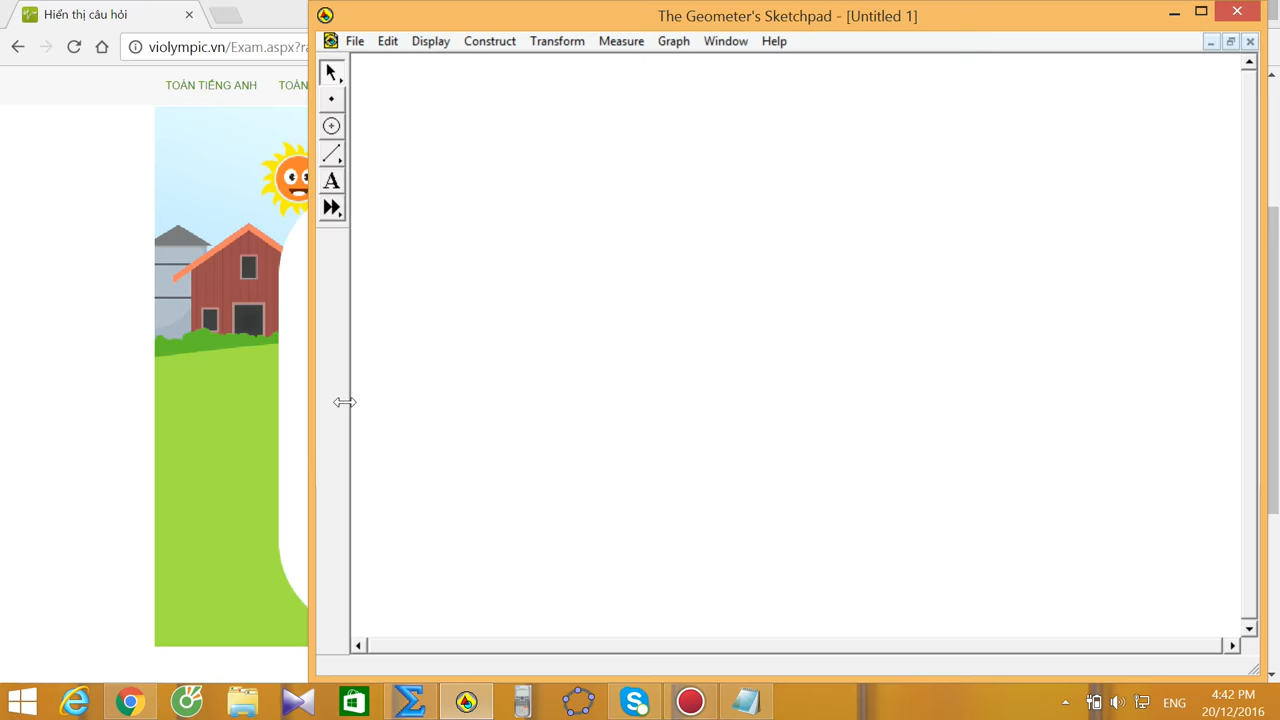 Hiển thị câu hỏi
The Geometer's Sketchpad - [Untitled 1]
violympic.vn/Exam.aspx?ra
File Edit Display Construct Transform Measure Graph Window Help
TOÁN TIẾNG ANH TOÁN
A
ENG
4:42 PM
20/12/2016